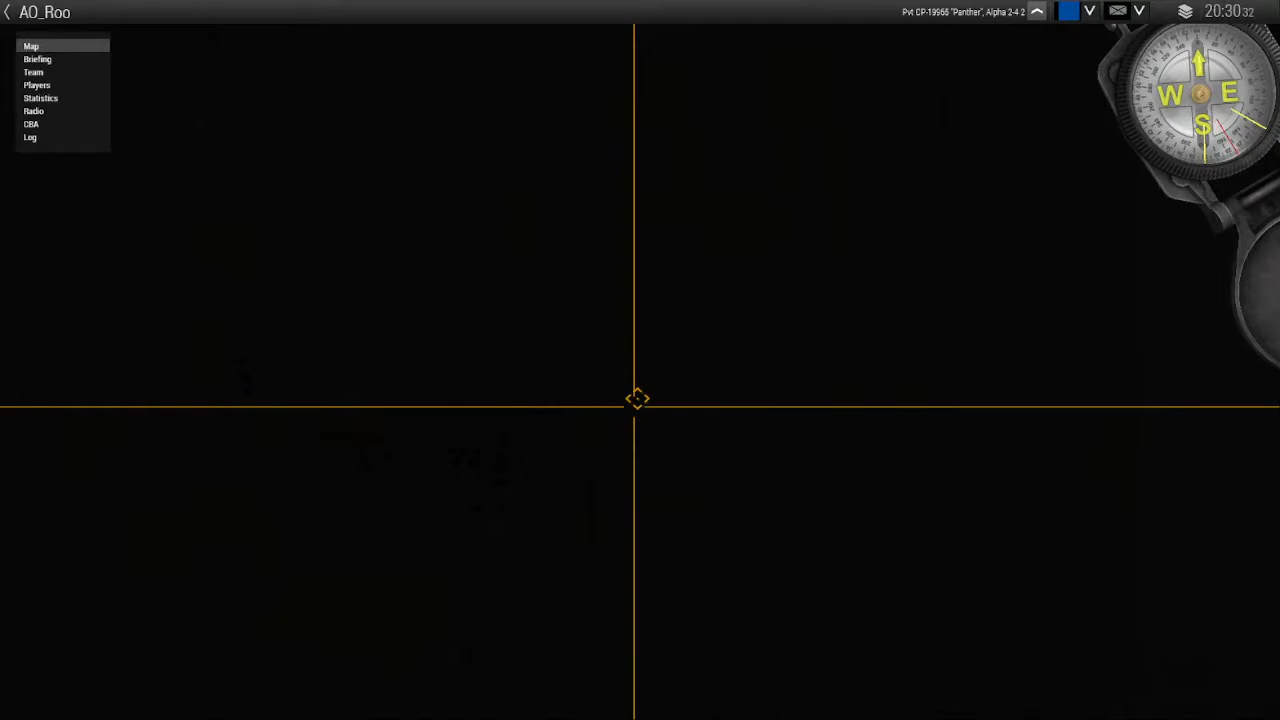 AO_Roo
Pvt CP-19965 "Panther", Alpha 2-4 2
20:30 32
Map
Briefing
Team
Players
Statistics
Radio
CBA
Log
W E
S